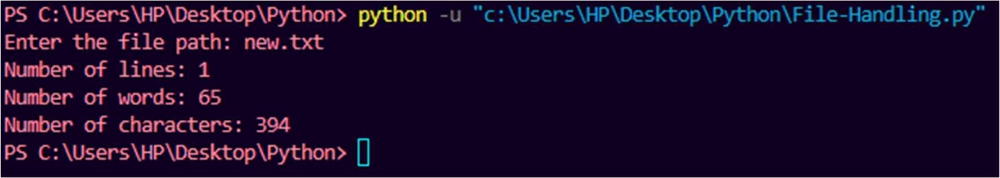 PS C:\Users\HP\Desktop\Python> python -u "c:\Users\HP\Desktop\Python\File-Handling.py"
Enter the file path: new.txt
Number of lines: 1
Number of words: 65
Number of characters: 394
PS C:\Users\HP\Desktop\Python>